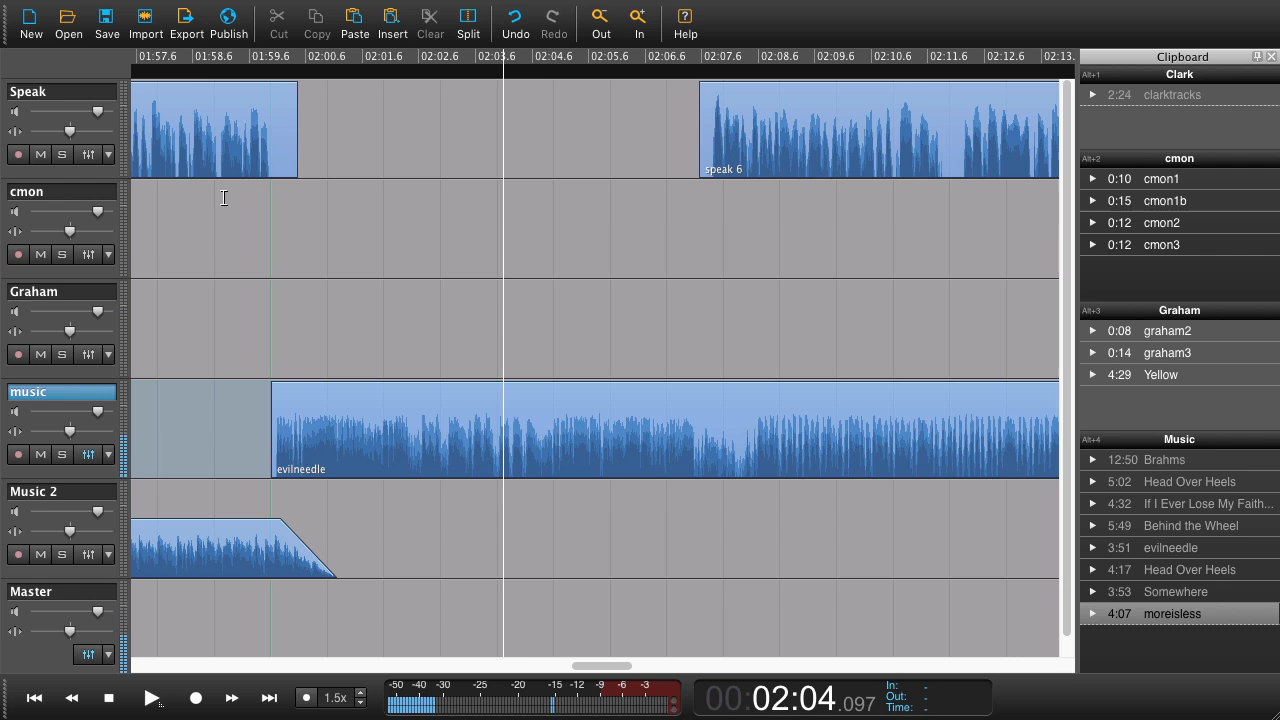 New Open Save Import Export Publish Cut Copy Paste Insert Clear Split Undo Redo Out In Help
01:57.6 01:58.6 01:59.6 02:00.6 02:01.6 02:02.6 02:03.6 02:04.6 02:05.6 02:06.6 02:07.6 02:08.6 02:09.6 02:10.6 02:11.6 02:12.6 02:13.
Speak
M S
speak 6
cmon
M S
Graham
M S
music
M S
evilneedle
Music 2
M S
Master
Clipboard
Alt+1 Clark
2:24 clarktracks
Alt+2 cmon
0:10 cmon1
0:15 cmon1b
0:12 cmon2
0:12 cmon3
Alt+3 Graham
0:08 graham2
0:14 graham3
4:29 Yellow
Alt+4 Music
12:50 Brahms
5:02 Head Over Heels
4:32 If I Ever Lose My Faith...
5:49 Behind the Wheel
3:51 evilneedle
4:17 Head Over Heels
3:53 Somewhere
4:07 moreisless
1.5x
-50 -40 -30 -25 -20 -15 -12 -9 -6 -3
00:02:04.097
In: -
Out: -
Time: -